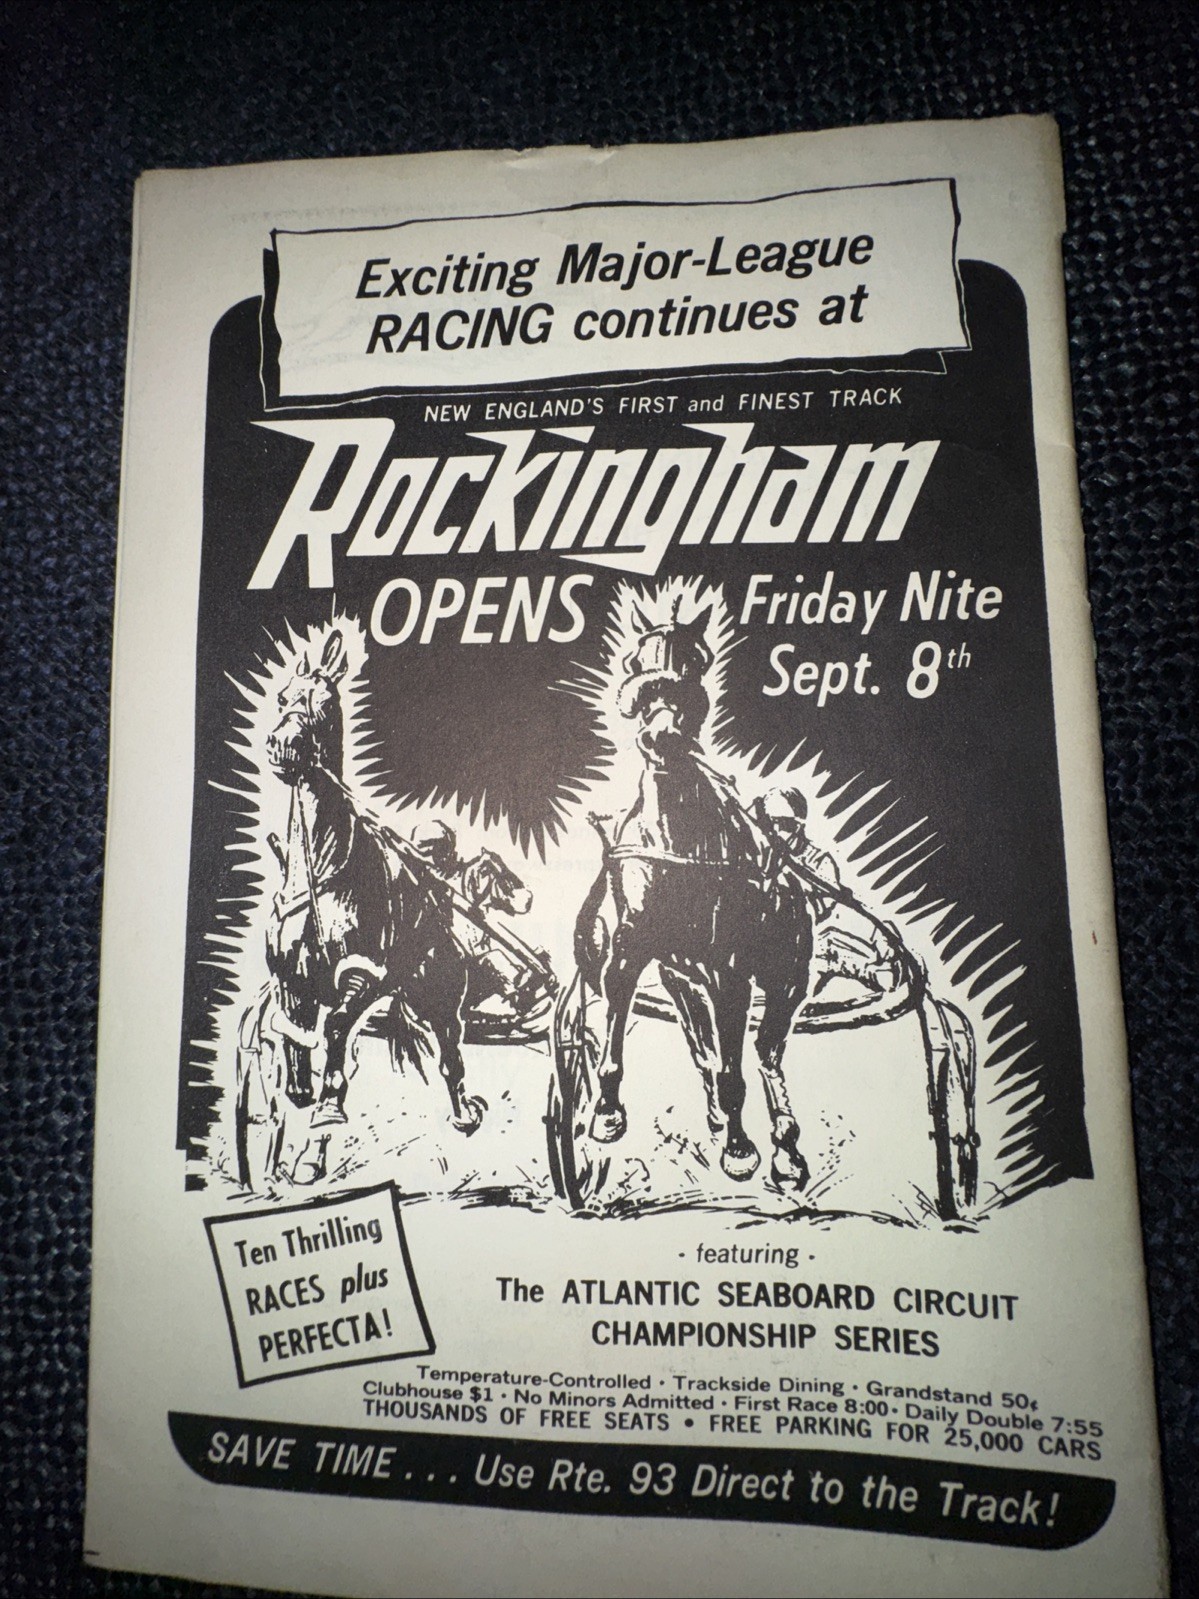 Exciting Major-League
RACING continues at
NEW ENGLAND'S FIRST and FINEST TRACK
Rockingham
OPENS
Friday Nite
Sept. 8th
Ten Thrilling
RACES plus
PERFECTA!
· featuring ·
The ATLANTIC SEABOARD CIRCUIT
CHAMPIONSHIP SERIES
Temperature-Controlled · Trackside Dining · Grandstand 50¢
Clubhouse $1 · No Minors Admitted · First Race 8:00 · Daily Double 7:55
THOUSANDS OF FREE SEATS • FREE PARKING FOR 25,000 CARS
SAVE TIME . . . Use Rte. 93 Direct to the Track!